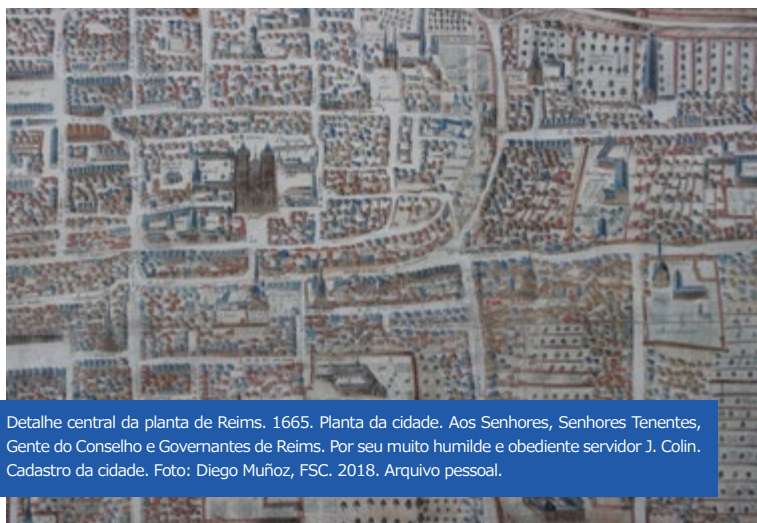 Detalhe central da planta de Reims. 1665. Planta da cidade. Aos Senhores, Senhores Tenentes,
Gente do Conselho e Governantes de Reims. Por seu muito humilde e obediente servidor J. Colin.
Cadastro da cidade. Foto: Diego Muñoz, FSC. 2018. Arquivo pessoal.